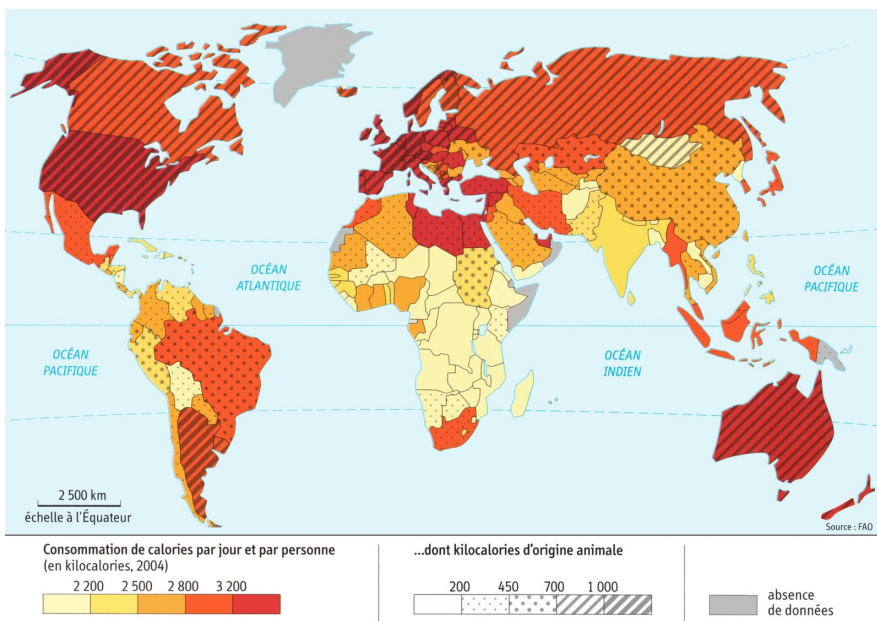 OCÉAN
ATLANTIQUE
OCÉAN
PACIFIQUE
OCÉAN
PACIFIQUE
OCÉAN
INDIEN
2 500 km
échelle à l'Équateur
Source : FAO
Consommation de calories par jour et par personne
(en kilocalories, 2004)
2 200 2 500 2 800 3 200
...dont kilocalories d'origine animale
200 450 700 1 000
absence
de données